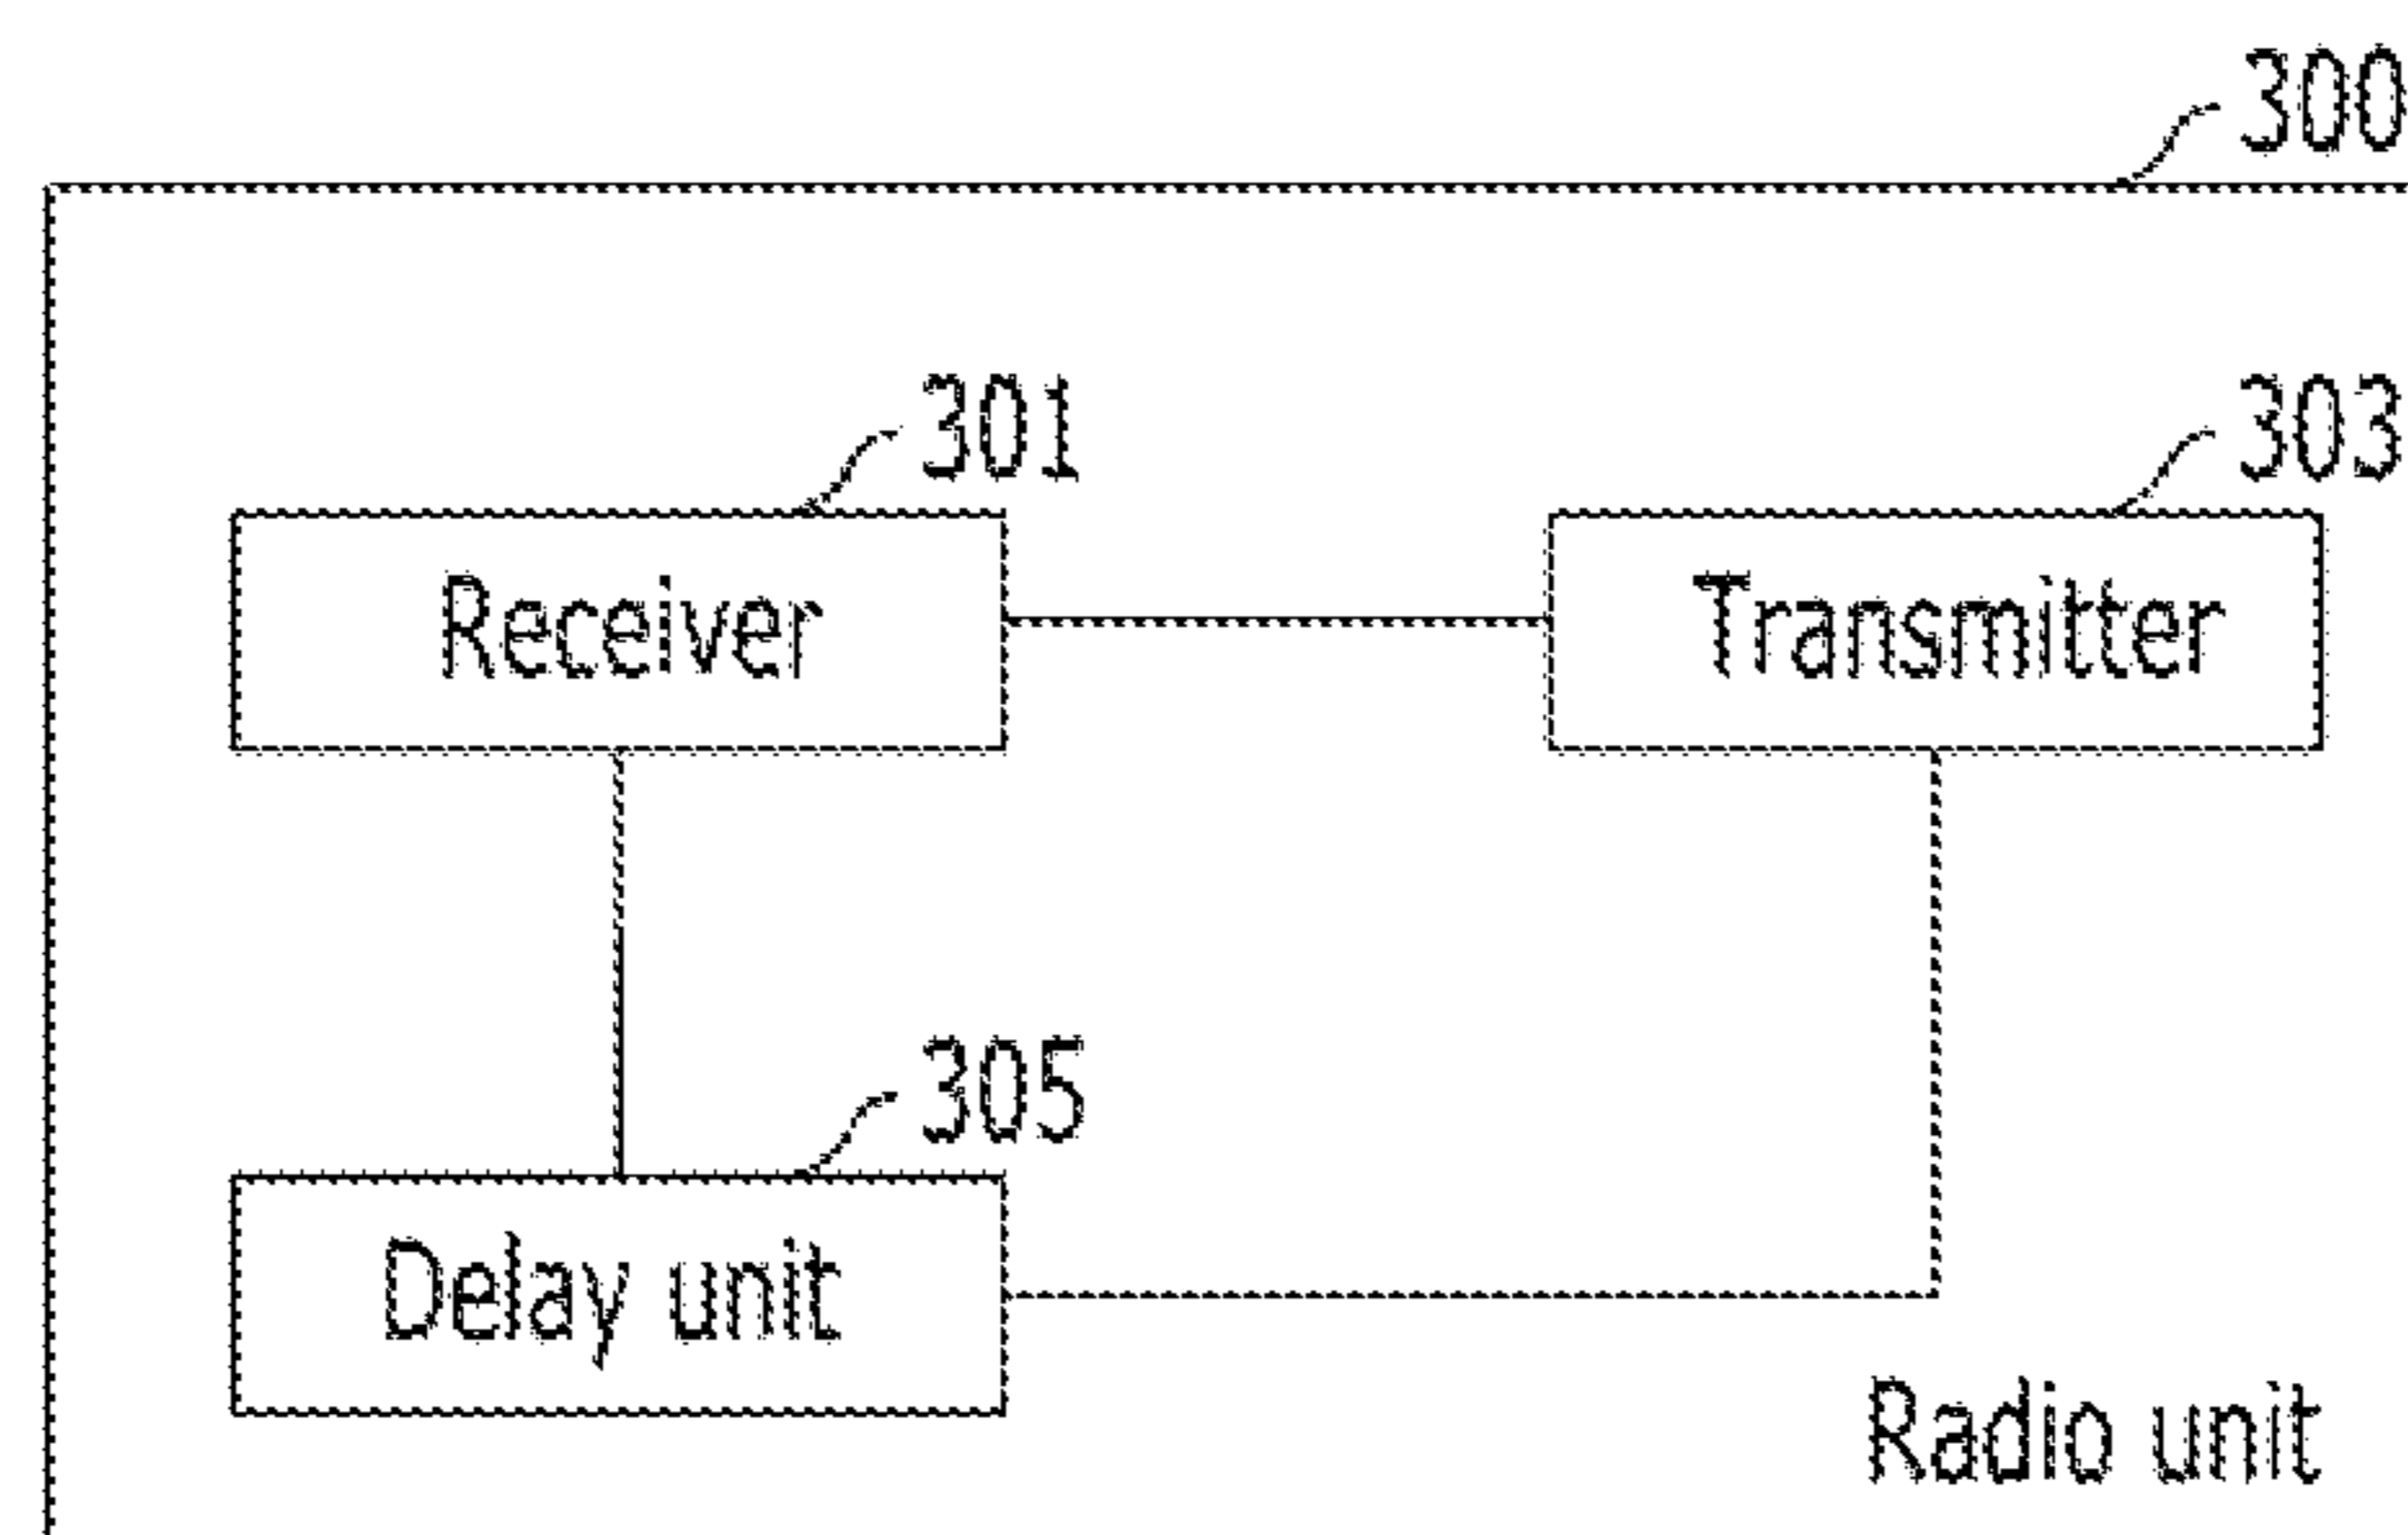 300
301
303
Receiver
Transmitter
305
Delay unit
Radio unit